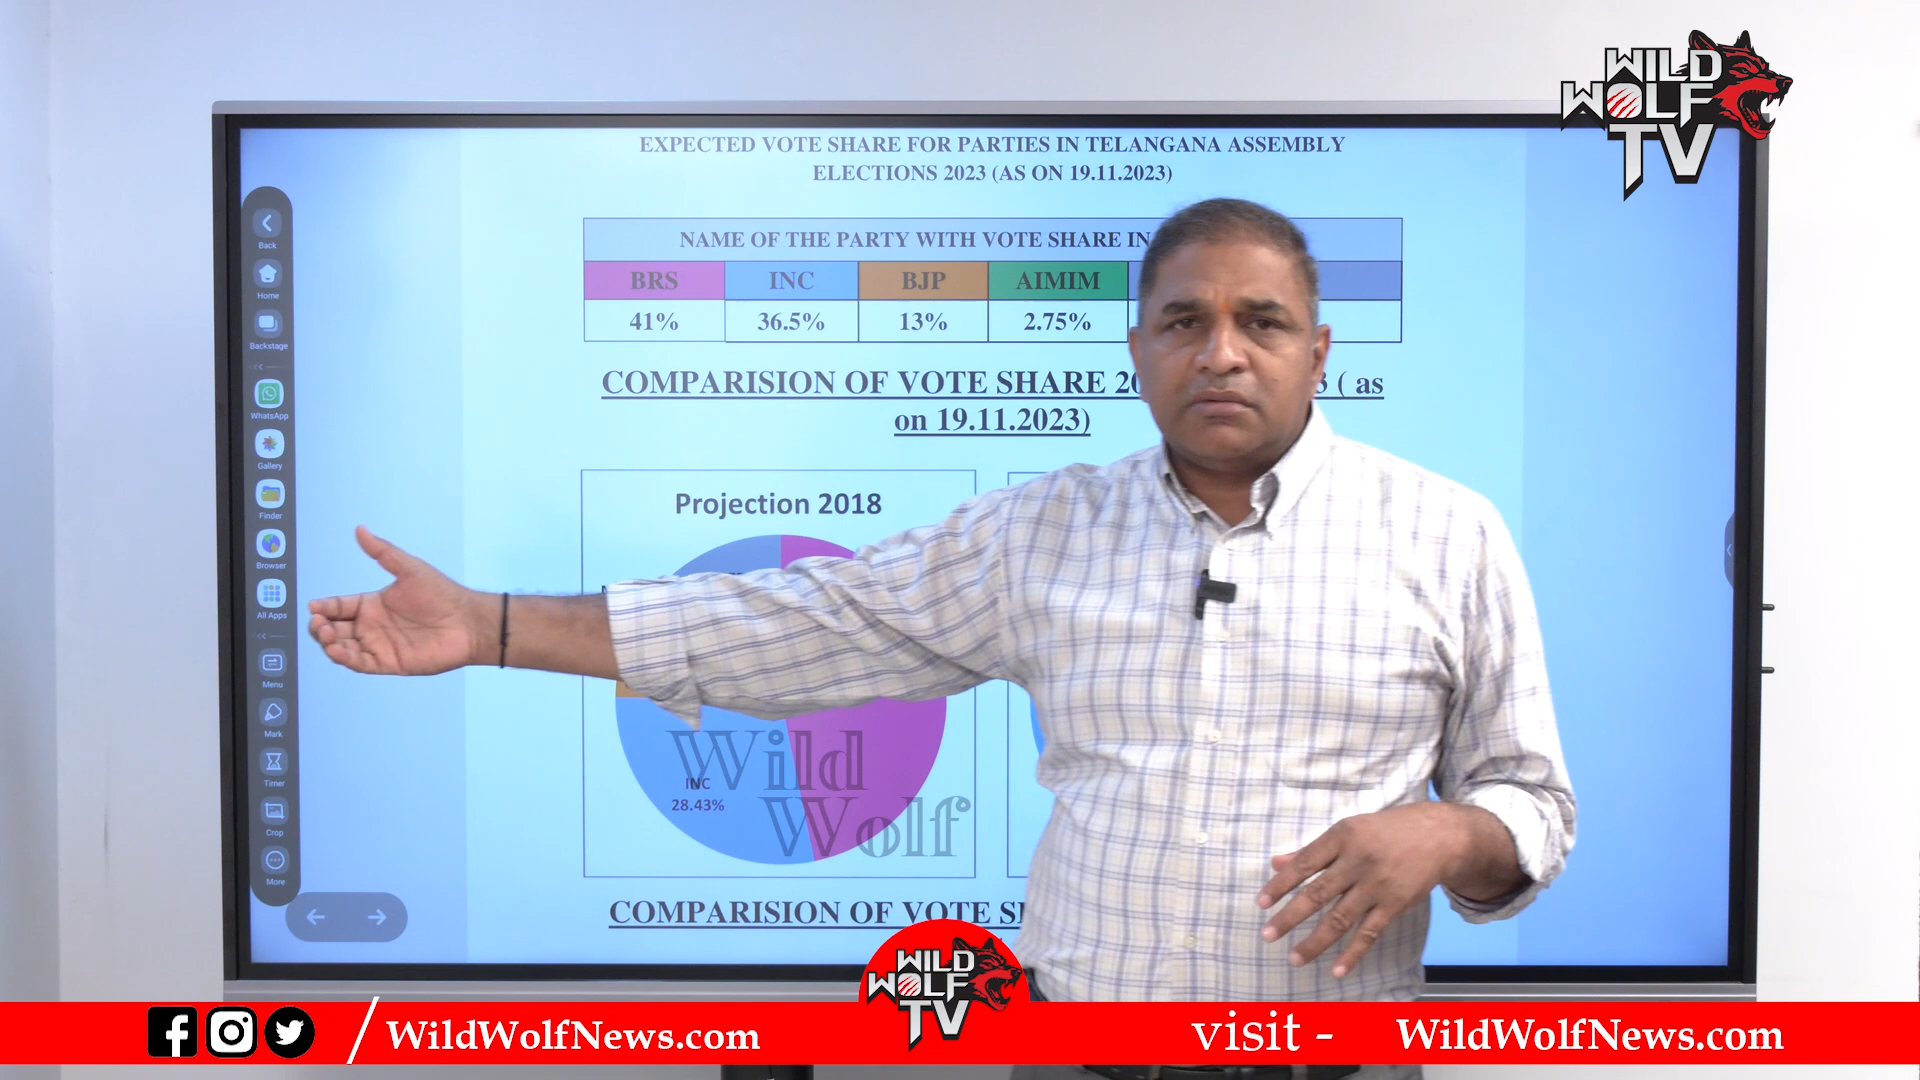 WILD
WOLF
TV
EXPECTED VOTE SHARE FOR PARTIES IN TELANGANA ASSEMBLY
ELECTIONS 2023 (AS ON 19.11.2023)
NAME OF THE PARTY WITH VOTE SHARE IN
BRS INC BJP AIMIM
41% 36.5% 13% 2.75%
COMPARISION OF VOTE SHARE ( as
on 19.11.2023)
Projection 2018
INC
28.43%
Wild
Wolf
COMPARISION OF VOTE
Back
Home
Backstage
WhatsApp
Gallery
Finder
Browser
All Apps
Menu
Mark
Timer
Crop
More
WILD
WOLF
TV
WildWolfNews.com
visit - WildWolfNews.com